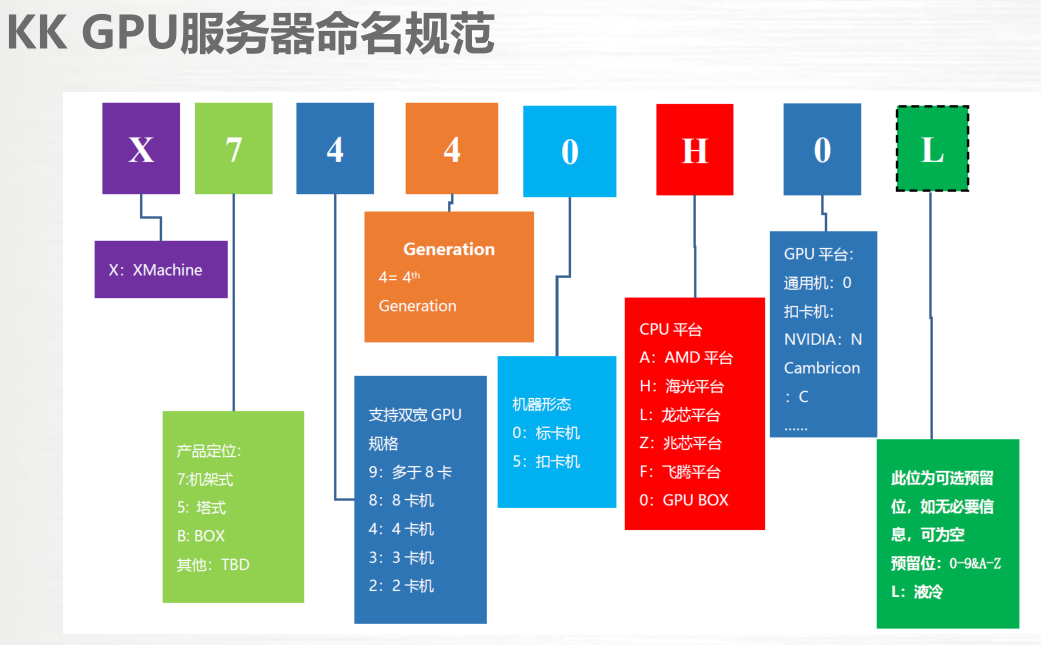 KK GPU服务器命名规范
X 7 4 4 0 H 0 L
X：XMachine
Generation
4= 4th
Generation
GPU 平台：
通用机：0
扣卡机：
NVIDIA：N
Cambricon
：C
......
CPU 平台
A：AMD 平台
H：海光平台
L：龙芯平台
Z：兆芯平台
F：飞腾平台
0：GPU BOX
机器形态
0：标卡机
5：扣卡机
支持双宽 GPU
规格
9：多于 8 卡
8：8 卡机
4：4 卡机
3：3 卡机
2：2 卡机
产品定位：
7:机架式
5: 塔式
B: BOX
其他：TBD
此位为可选预留
位，如无必要信
息，可为空
预留位：0-9&A-Z
L：液冷